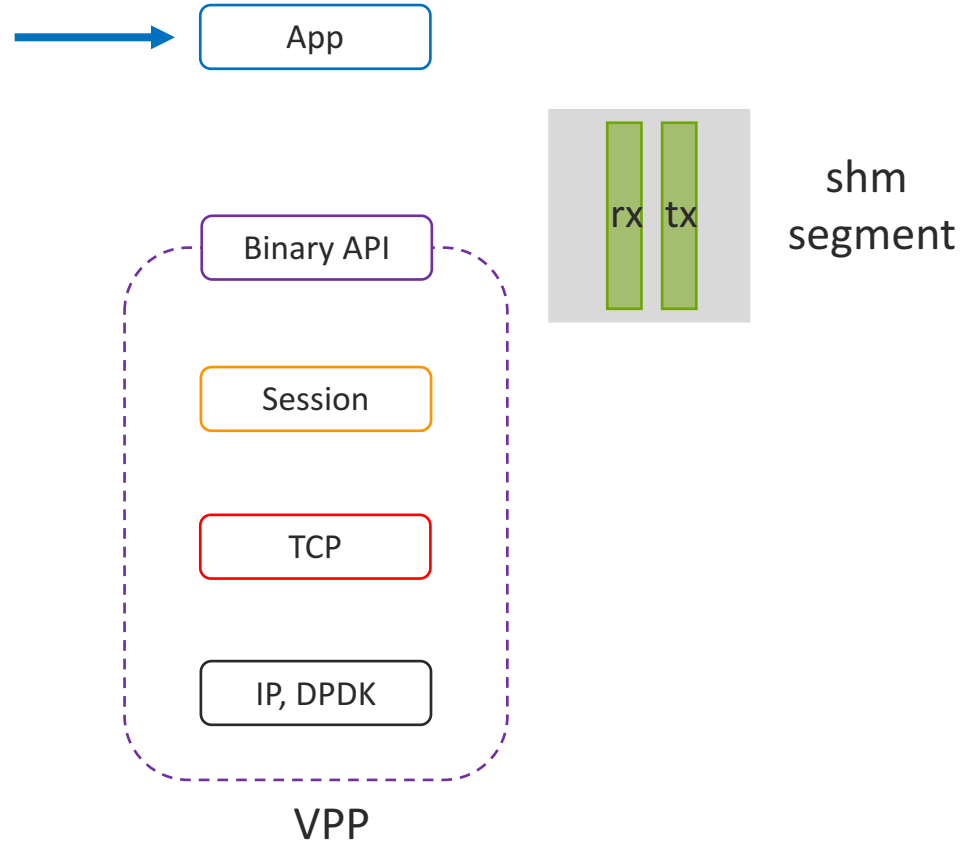 App
rx tx
shm
segment
Binary API
Session
TCP
IP, DPDK
VPP